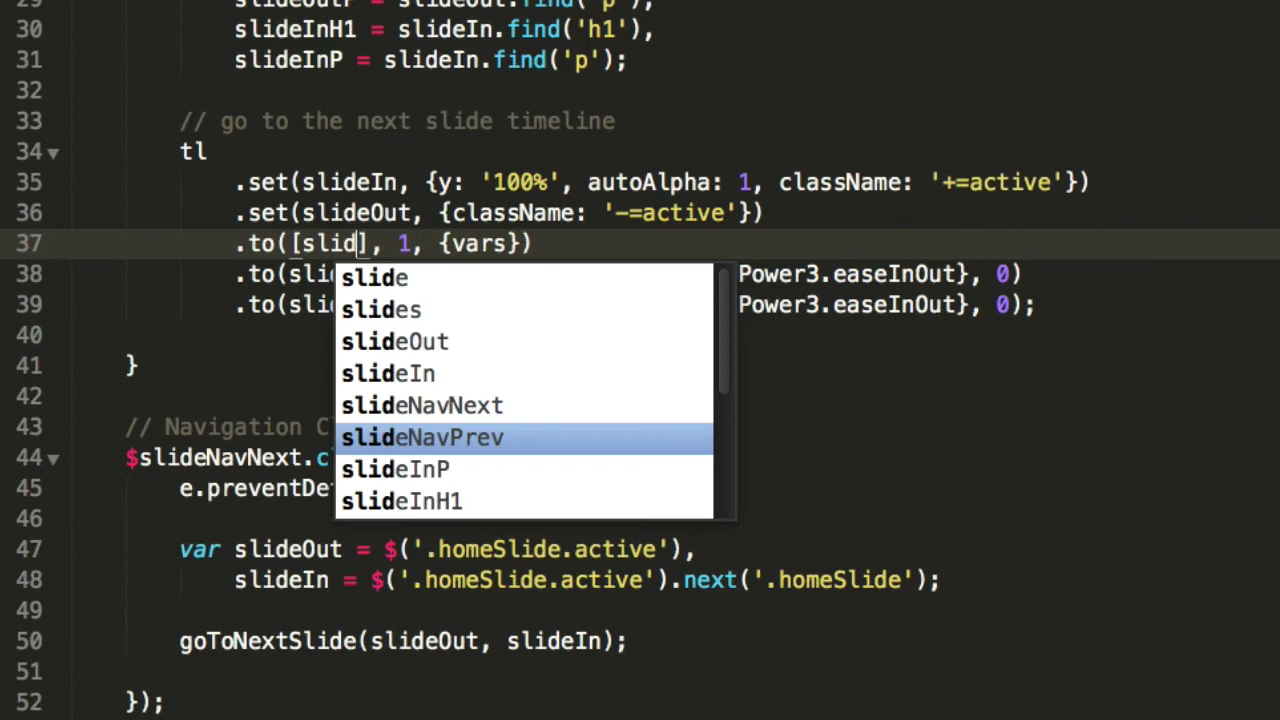 29 slideOutP = slideOut.find('p'),
30 slideInH1 = slideIn.find('h1'),
31 slideInP = slideIn.find('p');
32
33 // go to the next slide timeline
34 tl
35 .set(slideIn, {y: '100%', autoAlpha: 1, className: '+=active'})
36 .set(slideOut, {className: '-=active'})
37 .to([slid], 1, {vars})
38 .to(slid Power3.easeInOut}, 0)
39 .to(slid Power3.easeInOut}, 0);
slide
slides
slideOut
slideIn
slideNavNext
slideNavPrev
slideInP
slideInH1
40
41 }
42
43 // Navigation C
44 $slideNavNext.c
45 e.preventDe
46
47 var slideOut = $('.homeSlide.active'),
48 slideIn = $('.homeSlide.active').next('.homeSlide');
49
50 goToNextSlide(slideOut, slideIn);
51
52 });